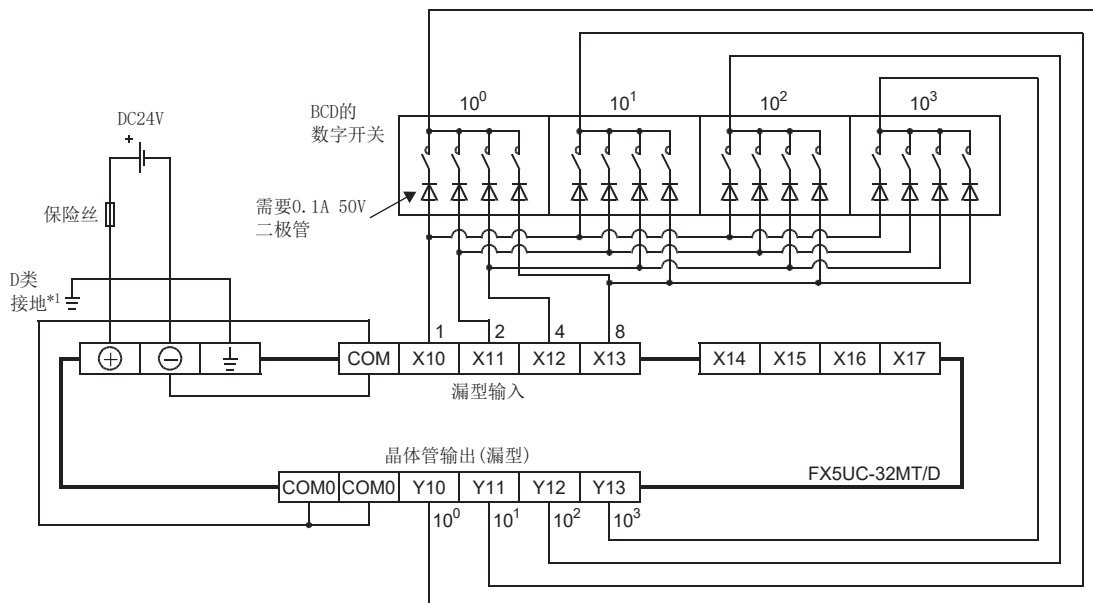 10⁰ 10¹ 10² 10³
BCD的
数字开关
DC24V
+
需要0.1A 50V
二极管
保险丝
D类
接地*1
1 2 4 8
+ − COM X10 X11 X12 X13 X14 X15 X16 X17
漏型输入
晶体管输出(漏型)
FX5UC-32MT/D
COM0 COM0 Y10 Y11 Y12 Y13
10⁰ 10¹ 10² 10³